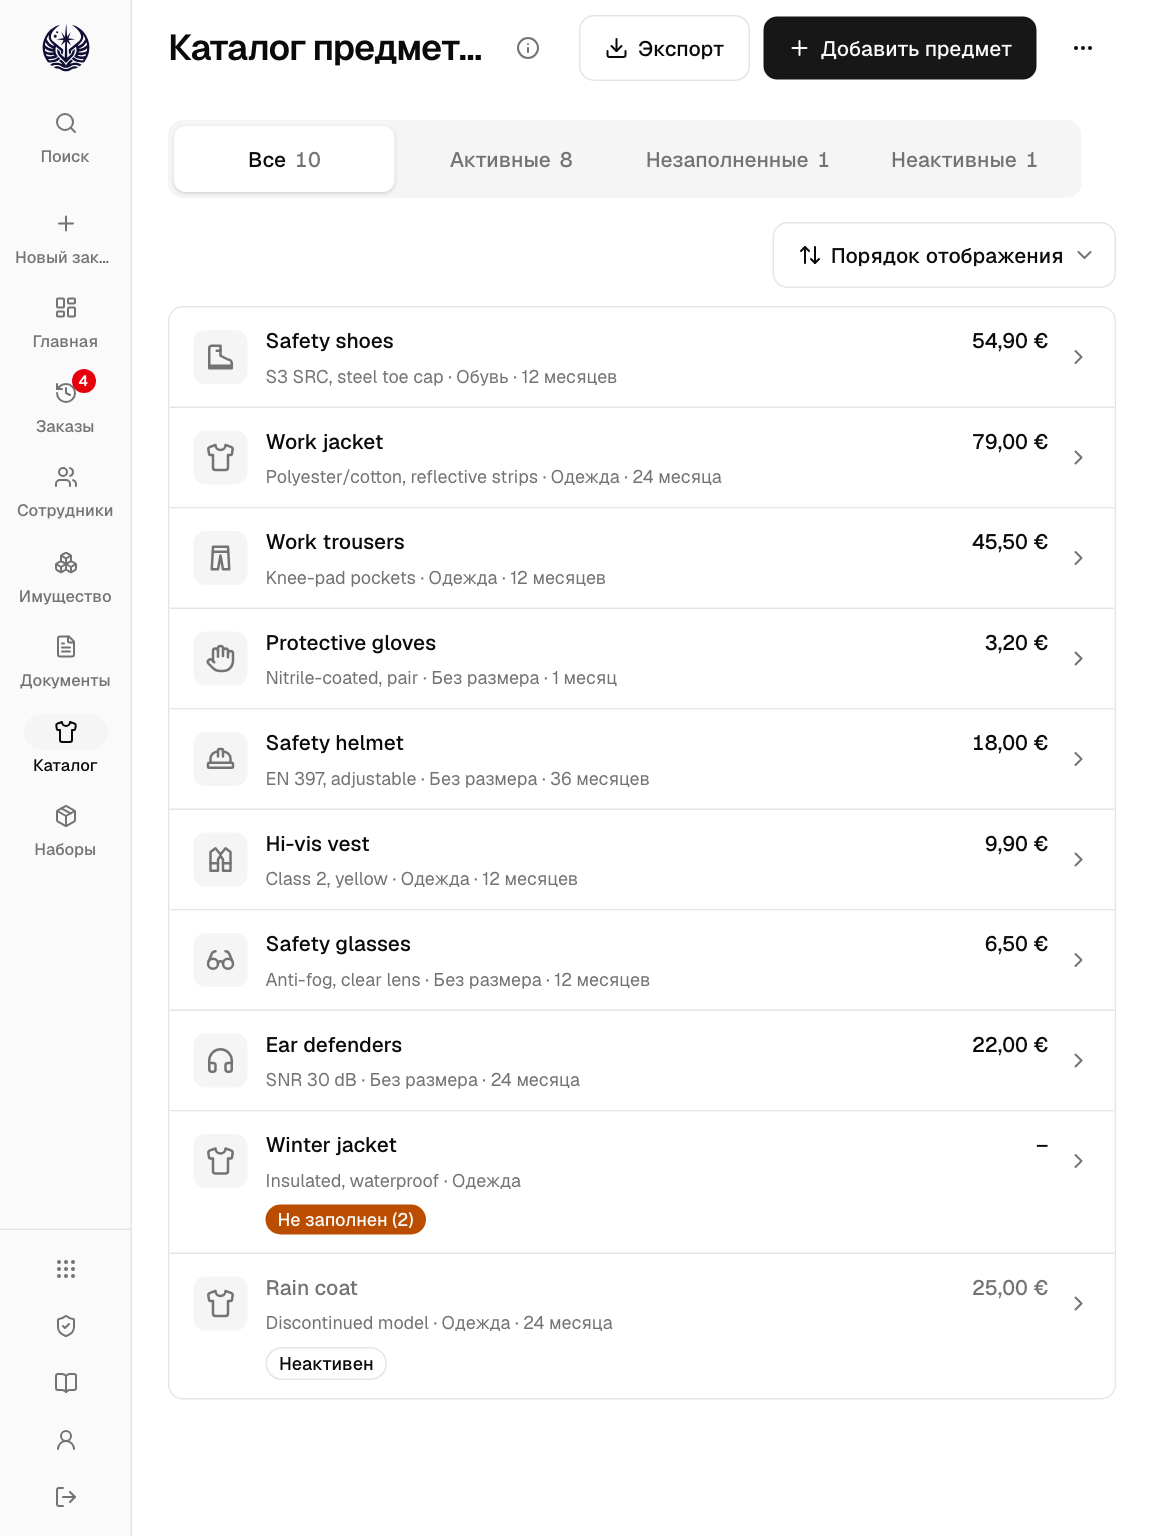 Каталог предмет...
Экспорт
Добавить предмет
Поиск
Новый зак...
Главная
4
Заказы
Сотрудники
Имущество
Документы
Каталог
Наборы
Все 10
Активные 8
Незаполненные 1
Неактивные 1
Порядок отображения
Safety shoes
54,90 €
S3 SRC, steel toe cap · Обувь · 12 месяцев
Work jacket
79,00 €
Polyester/cotton, reflective strips · Одежда · 24 месяца
Work trousers
45,50 €
Knee-pad pockets · Одежда · 12 месяцев
Protective gloves
3,20 €
Nitrile-coated, pair · Без размера · 1 месяц
Safety helmet
18,00 €
EN 397, adjustable · Без размера · 36 месяцев
Hi-vis vest
9,90 €
Class 2, yellow · Одежда · 12 месяцев
Safety glasses
6,50 €
Anti-fog, clear lens · Без размера · 12 месяцев
Ear defenders
22,00 €
SNR 30 dB · Без размера · 24 месяца
Winter jacket
–
Insulated, waterproof · Одежда
Не заполнен (2)
Rain coat
25,00 €
Discontinued model · Одежда · 24 месяца
Неактивен